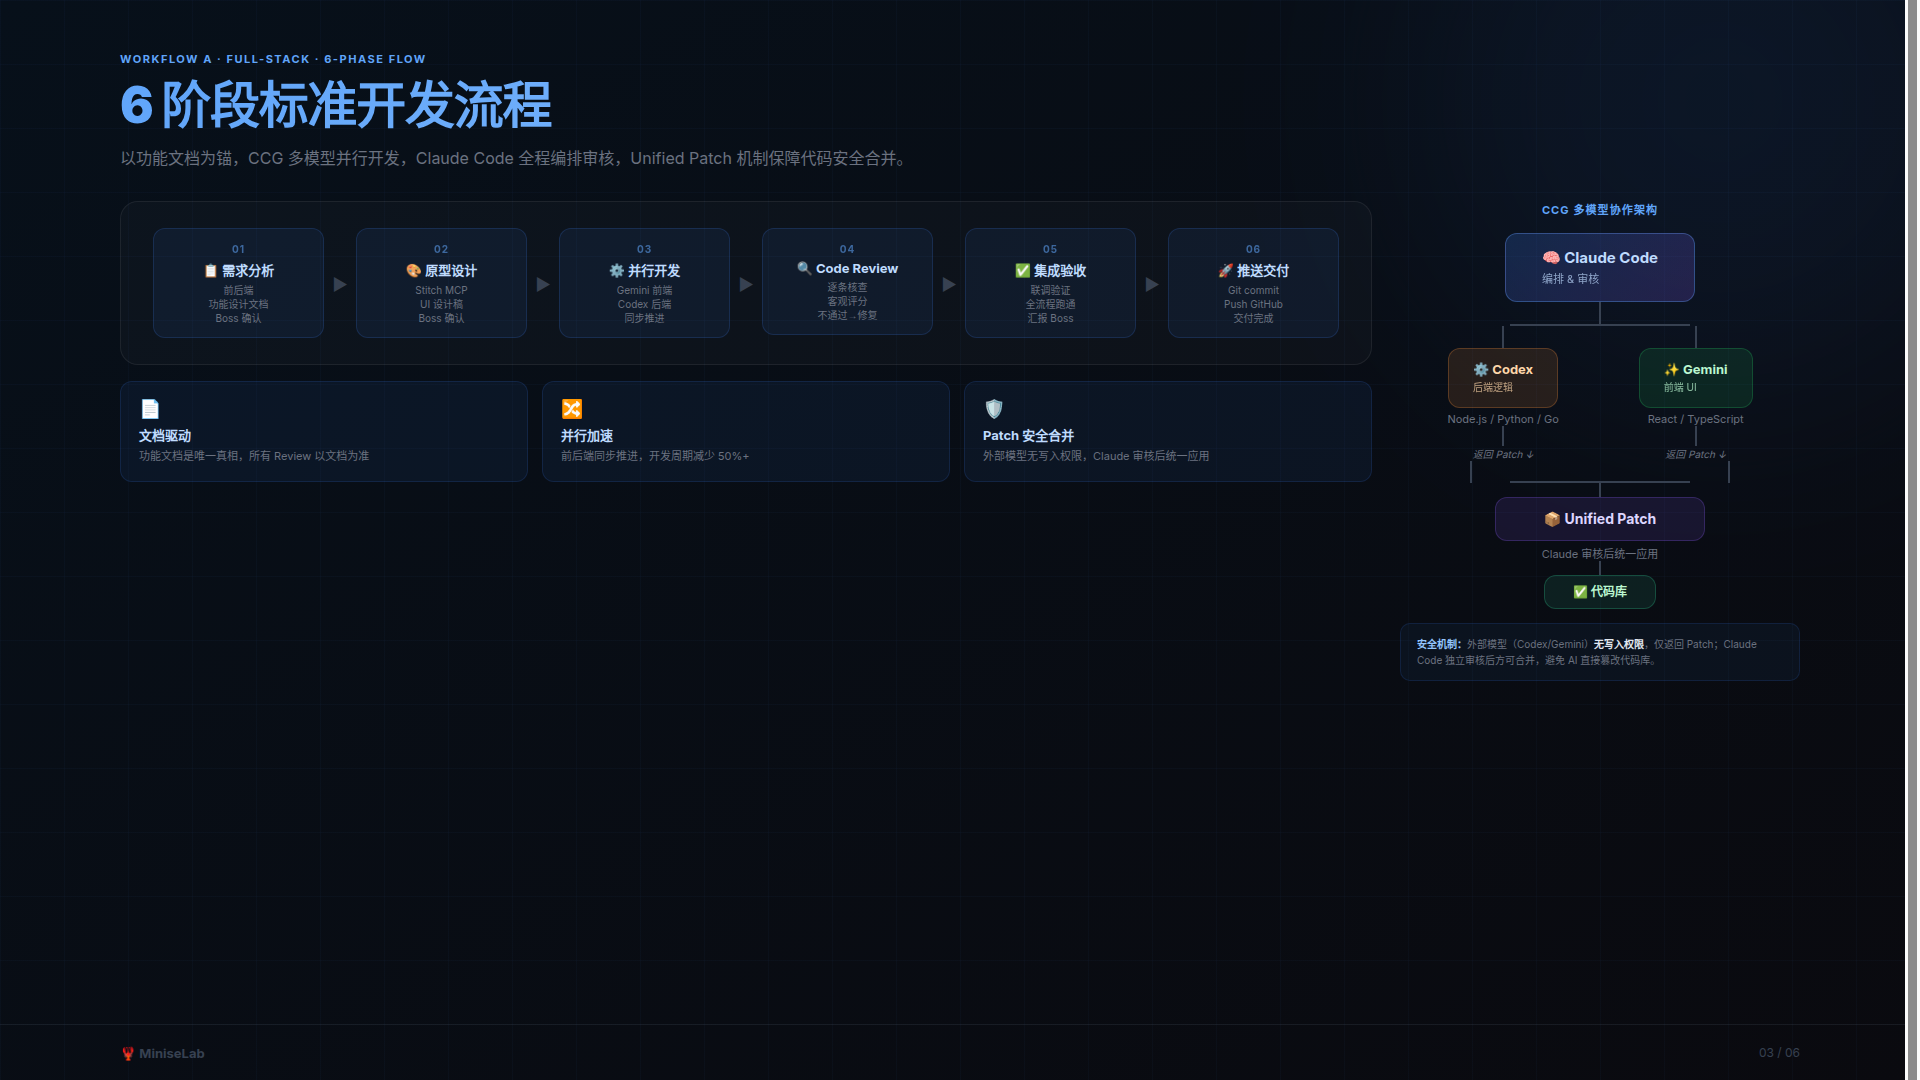 WORKFLOW A · FULL-STACK · 6-PHASE FLOW
6 阶段标准开发流程
以功能文档为锚，CCG 多模型并行开发，Claude Code 全程编排审核，Unified Patch 机制保障代码安全合并。
01
📋 需求分析
前后端
功能设计文档
Boss 确认
02
🎨 原型设计
Stitch MCP
UI 设计稿
Boss 确认
03
⚙️ 并行开发
Gemini 前端
Codex 后端
同步推进
04
🔍 Code Review
逐条核查
客观评分
不通过→修复
05
✅ 集成验收
联调验证
全流程跑通
汇报 Boss
06
🚀 推送交付
Git commit
Push GitHub
交付完成
📄
文档驱动
功能文档是唯一真相，所有 Review 以文档为准
🔀
并行加速
前后端同步推进，开发周期减少 50%+
🛡️
Patch 安全合并
外部模型无写入权限，Claude 审核后统一应用
CCG 多模型协作架构
🧠 Claude Code
编排 & 审核
⚙️ Codex
后端逻辑
Node.js / Python / Go
返回 Patch ↓
✨ Gemini
前端 UI
React / TypeScript
返回 Patch ↓
📦 Unified Patch
Claude 审核后统一应用
✅ 代码库
安全机制：外部模型（Codex/Gemini）无写入权限，仅返回 Patch；Claude
Code 独立审核后方可合并，避免 AI 直接篡改代码库。
🦞 MiniseLab
03 / 06